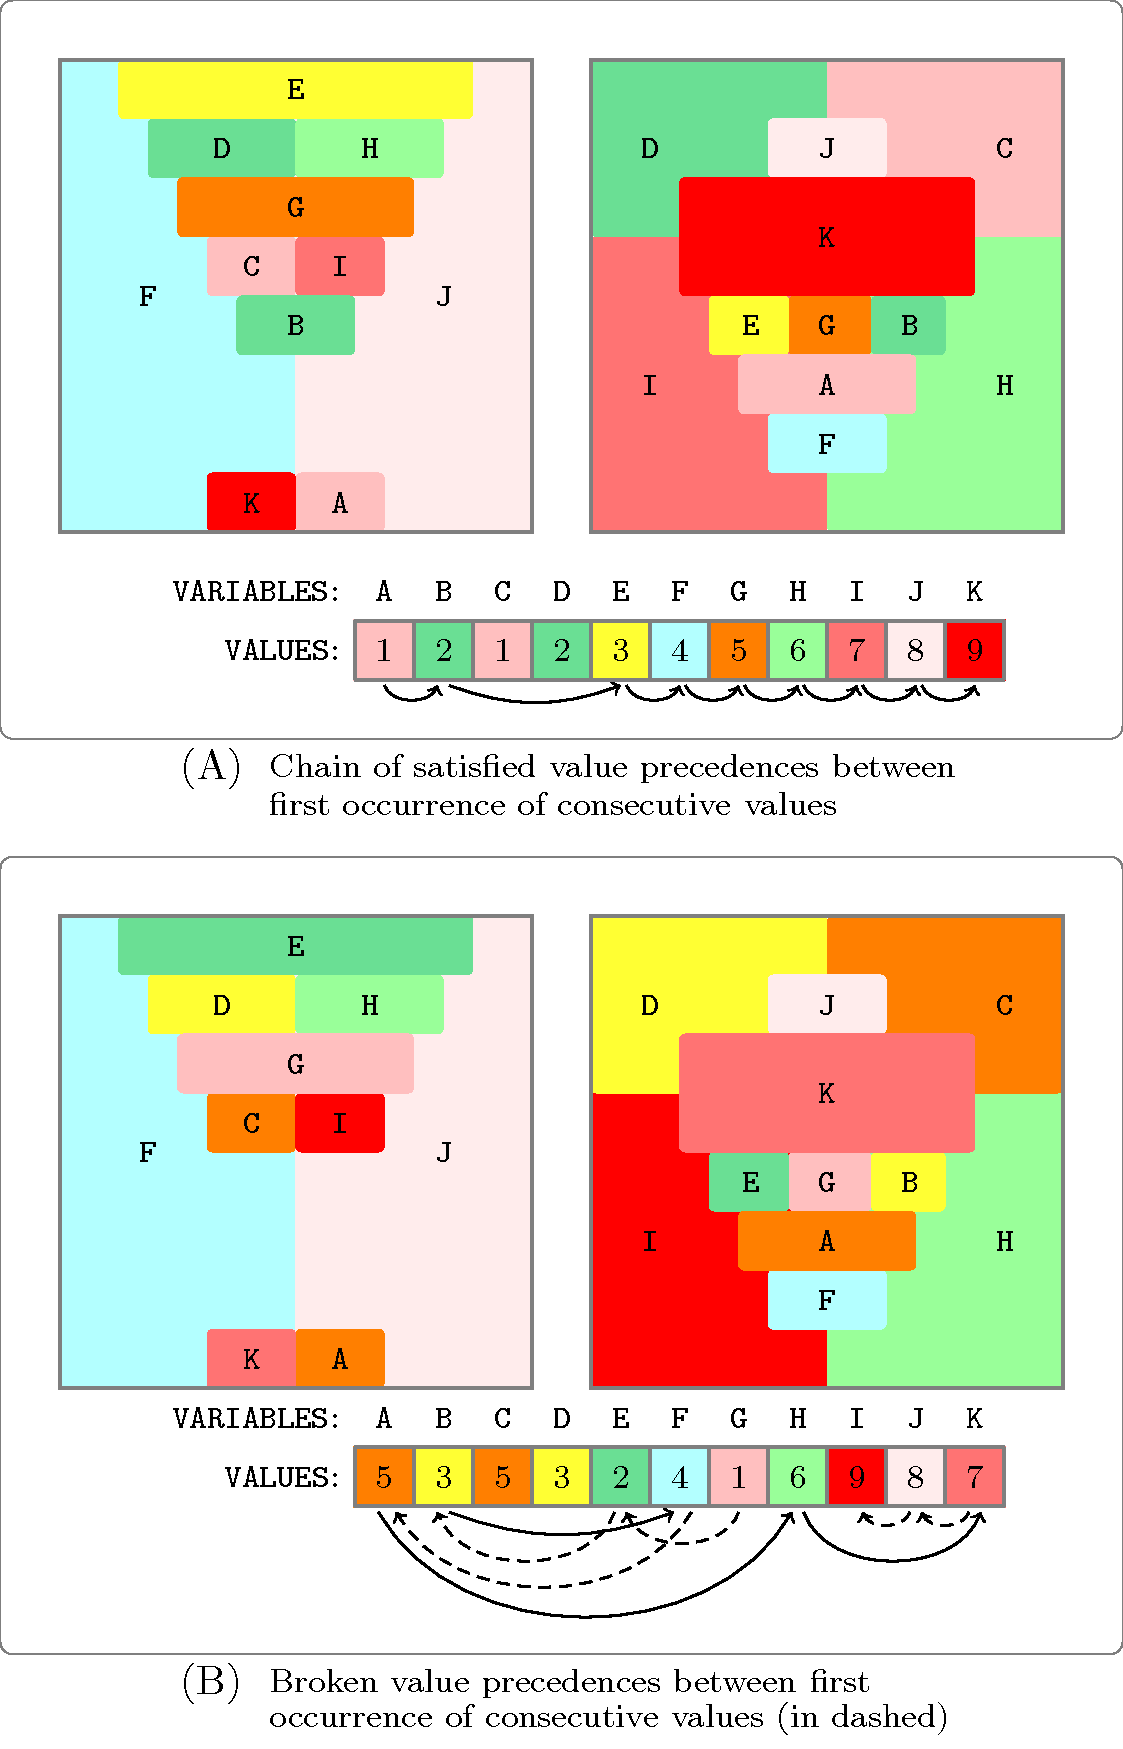 E
D H
G
C I
F J
B
K A
D J C
K
E G B
I A H
F
VARIABLES: A B C D E F G H I J K
VALUES: 1 2 1 2 3 4 5 6 7 8 9
(A) Chain of satisfied value precedences between
first occurrence of consecutive values
E
D H
G
C I
F J
K A
D J C
K
E G B
I A H
F
VARIABLES: A B C D E F G H I J K
VALUES: 5 3 5 3 2 4 1 6 9 8 7
(B) Broken value precedences between first
occurrence of consecutive values (in dashed)